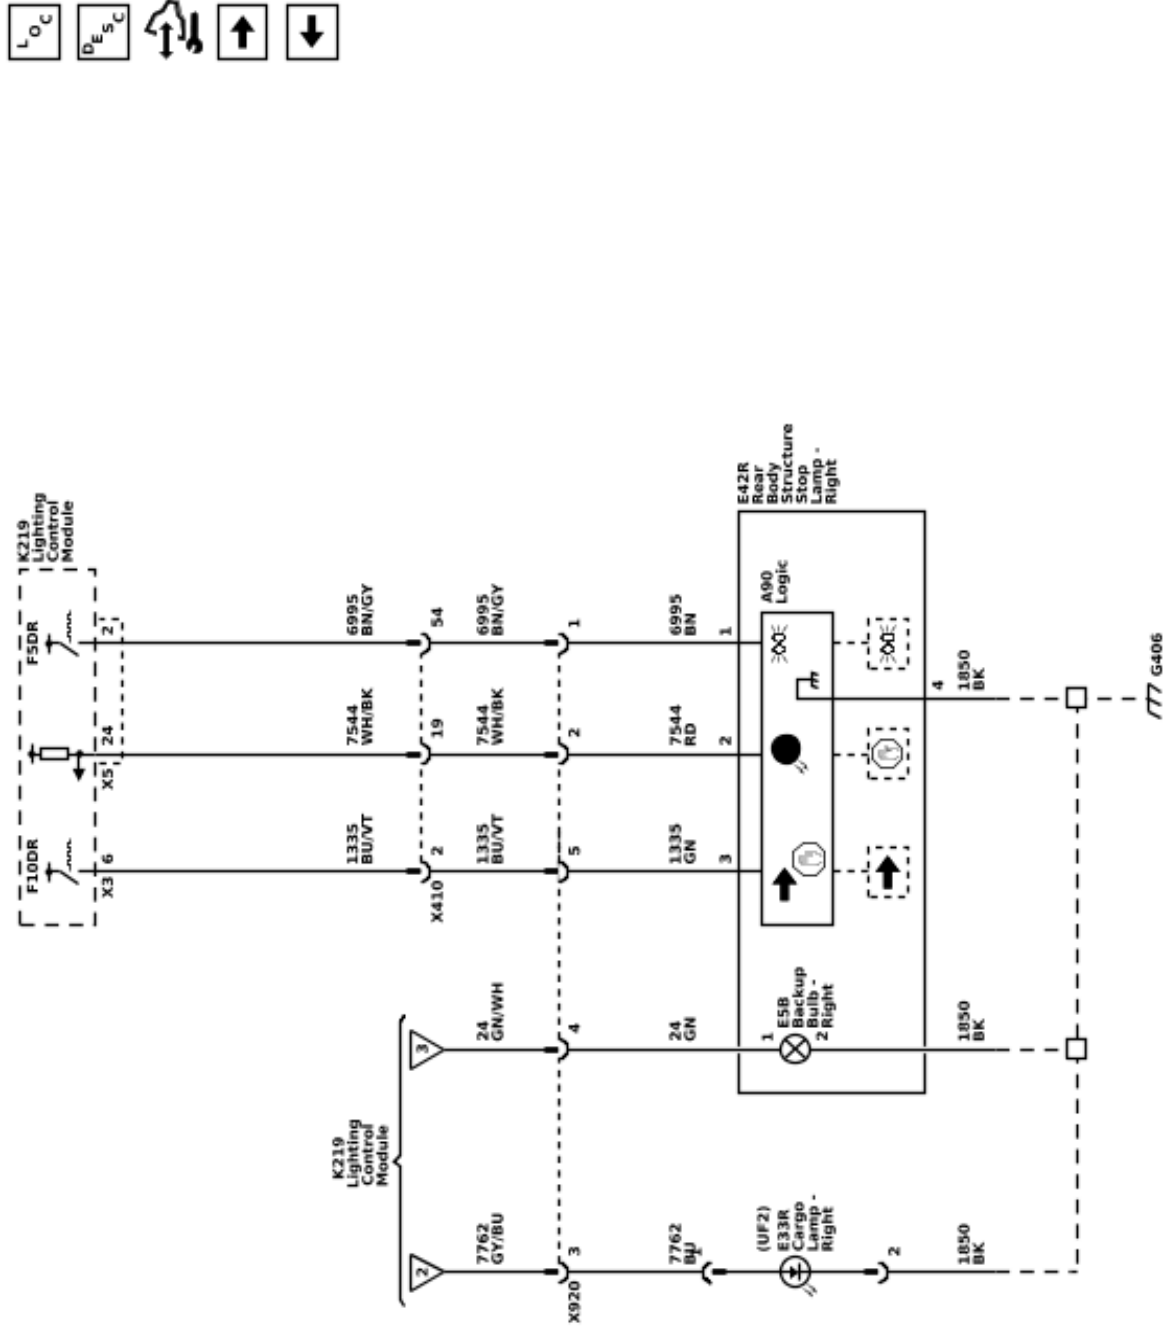 LOC
DESC
K219
Lighting
Control
Module
F10DR
F5DR
X3 6
X5 24
2
K219
Lighting
Control
Module
1335
BU/VT
7544
WH/BK
6995
BN/GY
2
3
X410 2
19
54
7762
GY/BU
24
GN/WH
1335
BU/VT
7544
WH/BK
6995
BN/GY
X920 3
4
5
2
1
7762
BU
1
24
GN
1335
GN
7544
RD
6995
BN
3
2
1
E42R
Rear
Body
Structure
Stop
Lamp -
Right
(UF2)
E33R
Cargo
Lamp -
Right
1
E5B
Backup
Bulb -
Right
2
A90
Logic
2
4
1850
BK
1850
BK
1850
BK
G406